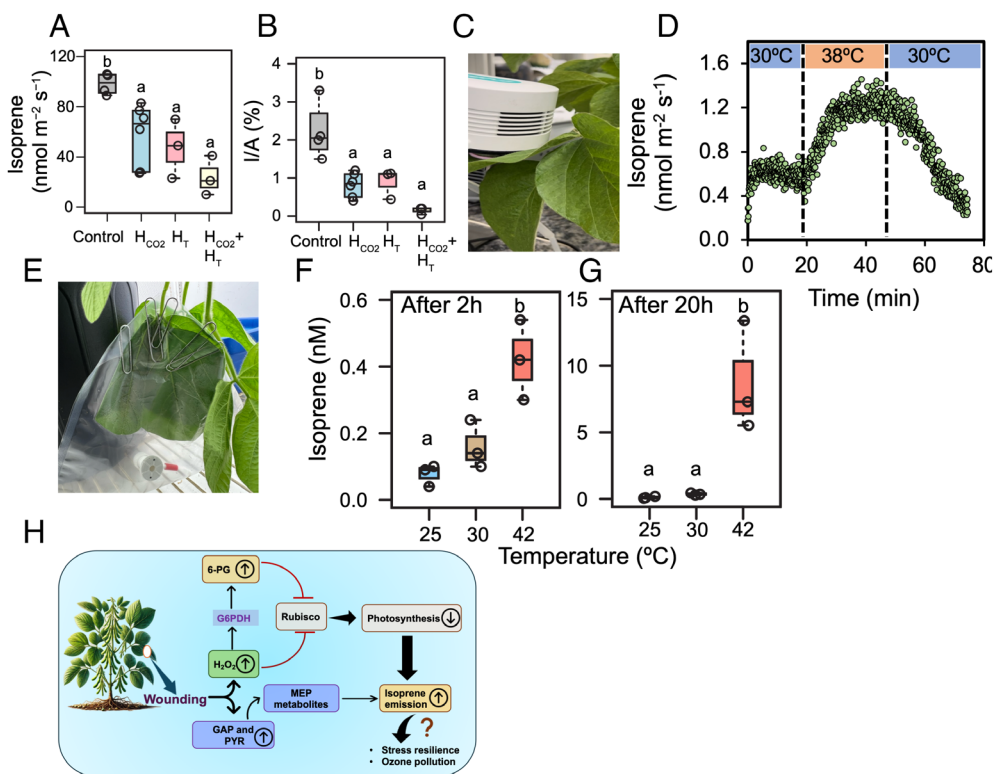 A
Isoprene
(nmol m⁻² s⁻¹)
120
80
40
0
b
a
a
a
Control
H_CO2
H_T
H_CO2+
H_T
B
I/A (%)
4
3
2
1
0
b
a
a
a
Control
H_CO2
H_T
H_CO2+
H_T
C
D
Isoprene
(nmol m⁻² s⁻¹)
1.6
1.2
0.8
0.4
0.0
30ºC
38ºC
30ºC
0
20
40
60
80
Time (min)
E
F
After 2h
Isoprene (nM)
0.6
0.4
0.2
0.0
a
a
b
25
30
42
G
After 20h
15
10
5
0
a
a
b
25
30
42
Temperature (ºC)
H
6-PG
G6PDH
H₂O₂
Rubisco
Photosynthesis
Wounding
MEP
metabolites
Isoprene
emission
GAP and
PYR
?
• Stress resilience
• Ozone pollution